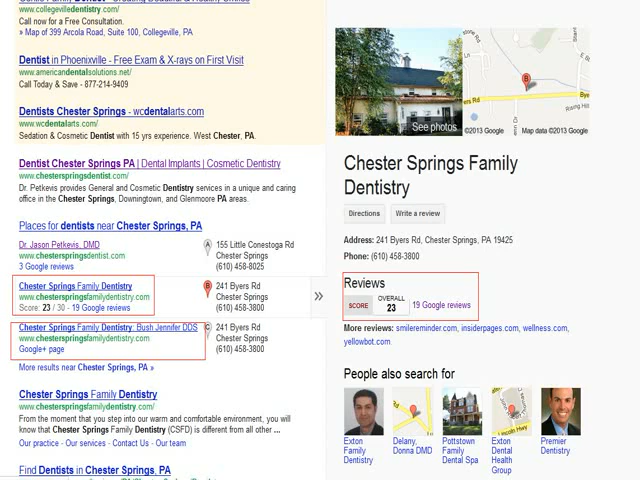 www.collegevilledentistry.com/
Call now for a Free Consultation.
» Map of 399 Arcola Road, Suite 100, Collegeville, PA
Dentist in Phoenixville - Free Exam & X-rays on First Visit
www.americandentalsolutions.net/
Call Today & Save - 877-214-9409
Dentists Chester Springs - wcdentalarts.com
www.wcdentalarts.com/
Sedation & Cosmetic Dentist with 15 yrs experience. West Chester, PA.
Dentist Chester Springs PA | Dental Implants | Cosmetic Dentistry
www.chesterspringsdentist.com/
Dr. Petkevis provides General and Cosmetic Dentistry services in a unique and caring
office in the Chester Springs, Downingtown, and Glenmoore PA areas.
Places for dentists near Chester Springs, PA
Dr. Jason Petkevis, DMD
www.chesterspringsdentist.com
3 Google reviews
A
155 Little Conestoga Rd
Chester Springs
(610) 458-8025
Chester Springs Family Dentistry
www.chesterspringsfamilydentistry.com
Score: 23 / 30 - 19 Google reviews
B
241 Byers Rd
Chester Springs
(610) 458-3800
Chester Springs Family Dentistry: Bush Jennifer DDS
www.chesterspringsfamilydentistry.com/
Google+ page
C
241 Byers Rd
Chester Springs
(610) 458-3800
More results near Chester Springs, PA »
Chester Springs Family Dentistry
www.chesterspringsfamilydentistry.com/
From the moment that you step into our warm and comfortable environment, you will
know that Chester Springs Family Dentistry (CSFD) is different from all other ...
Our practice - Our services - Contact Us - Our team
Find Dentists in Chester Springs, PA
»
See photos
B
Bye
ers Rd
©2013 Google
Map data ©2013 Google
Chester Springs Family
Dentistry
Directions
Write a review
Address: 241 Byers Rd, Chester Springs, PA 19425
Phone: (610) 458-3800
Reviews
SCORE
OVERALL
23
19 Google reviews
More reviews: smilereminder.com, insiderpages.com, wellness.com,
yellowbot.com
People also search for
Exton
Family
Dentistry
Delany,
Donna DMD
Pottstown
Family
Dental Spa
Exton
Dental
Health
Group
Premier
Dentistry